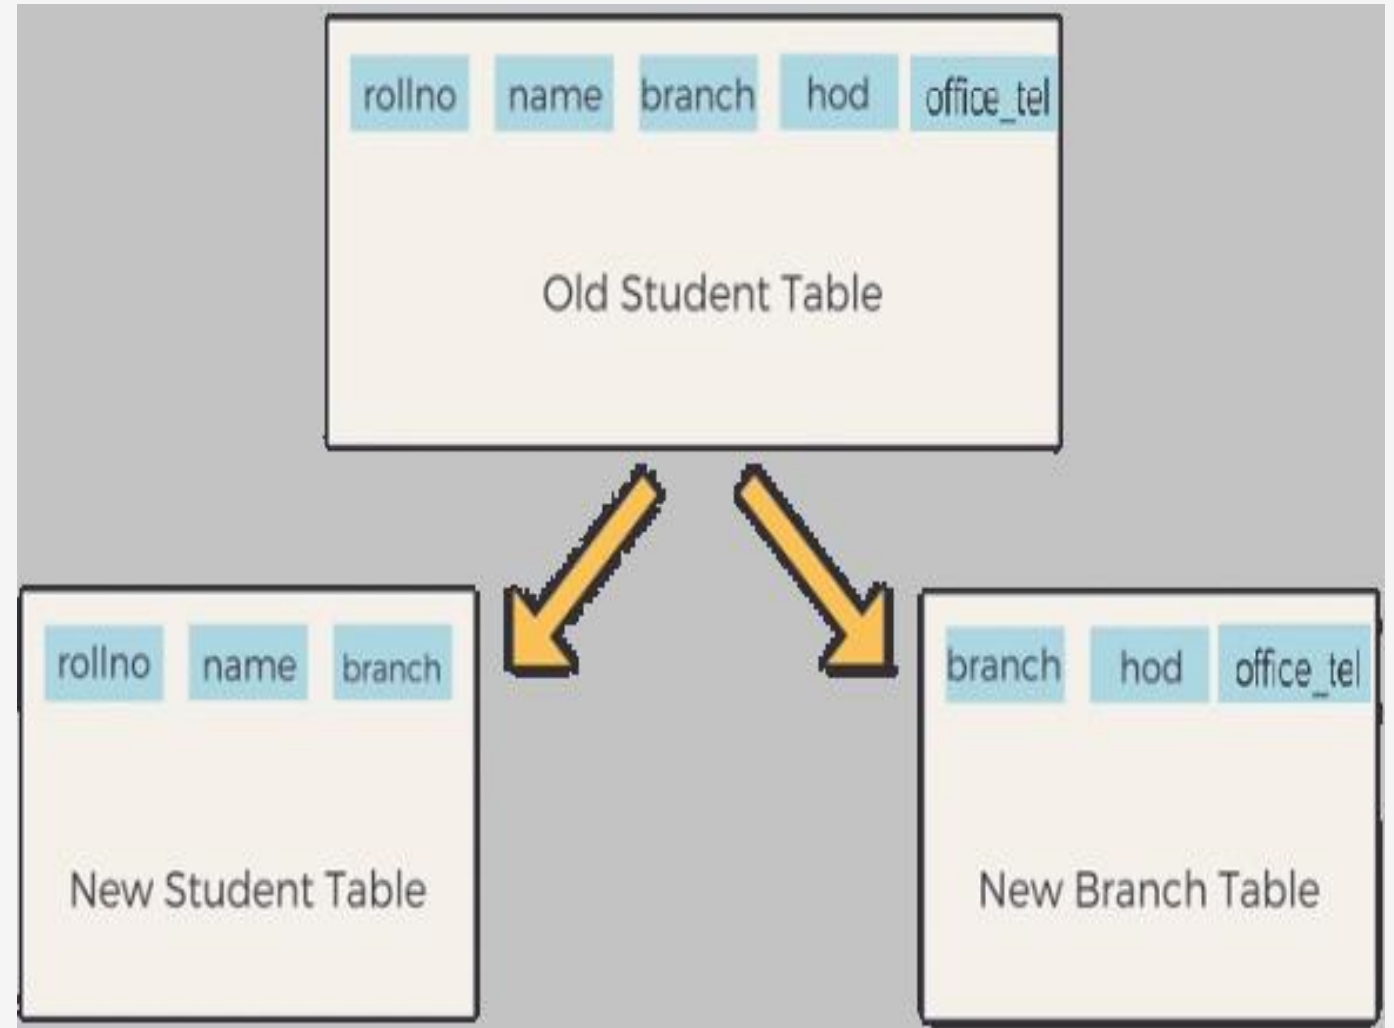 rollno name branch hod office_tel
Old Student Table
rollno name branch
New Student Table
branch hod office_tel
New Branch Table